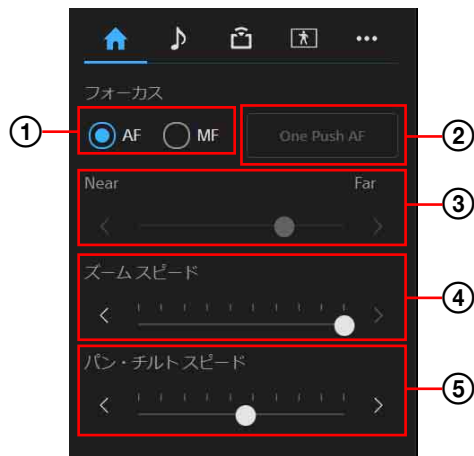 フォーカス
① AF MF One Push AF ②
Near Far
③
ズーム スピード
④
パン・チルト スピード
⑤